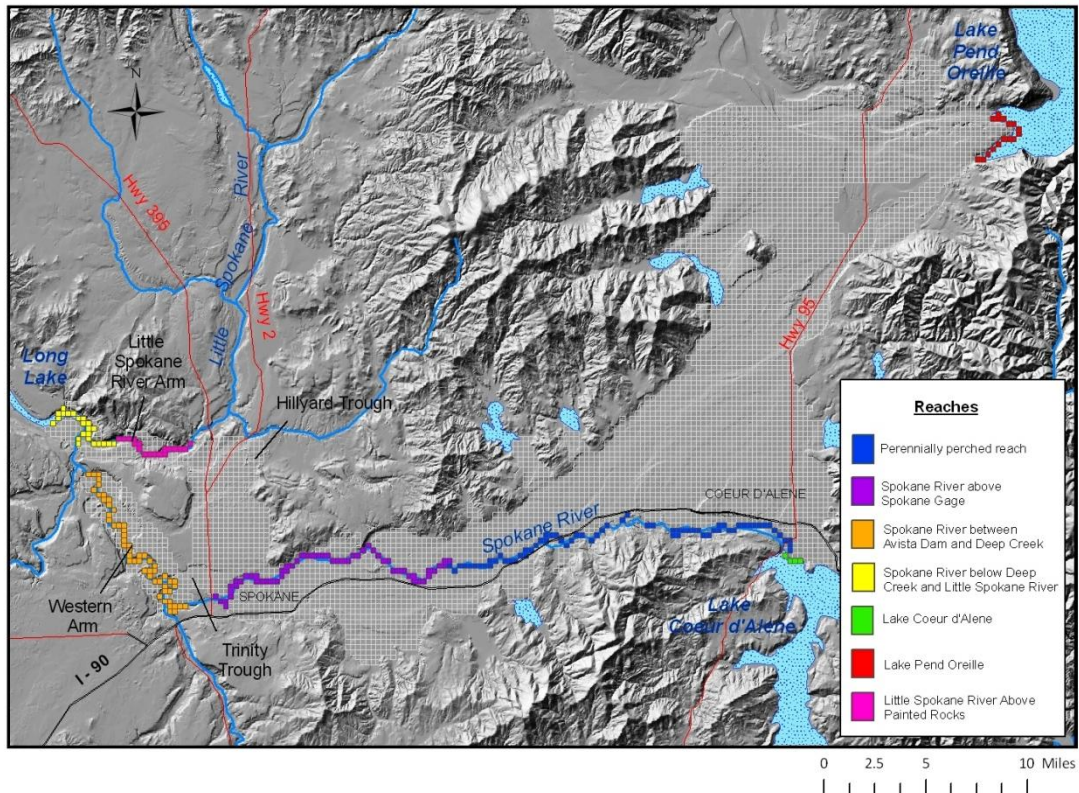 Lake
Pend
Oreille
N
Hwy 395
Little Spokane River
Hwy 2
Hwy 95
Long
Lake
Little
Spokane
River Arm
Hillyard Trough
COEUR D'ALENE
Spokane River
SPOKANE
Western
Arm
Trinity
Trough
I - 90
Lake
Coeur d'Alene
Reaches
Perennially perched reach
Spokane River above
Spokane Gage
Spokane River between
Avista Dam and Deep Creek
Spokane River below Deep
Creek and Little Spokane River
Lake Coeur d'Alene
Lake Pend Oreille
Little Spokane River Above
Painted Rocks
0 2.5 5 10 Miles